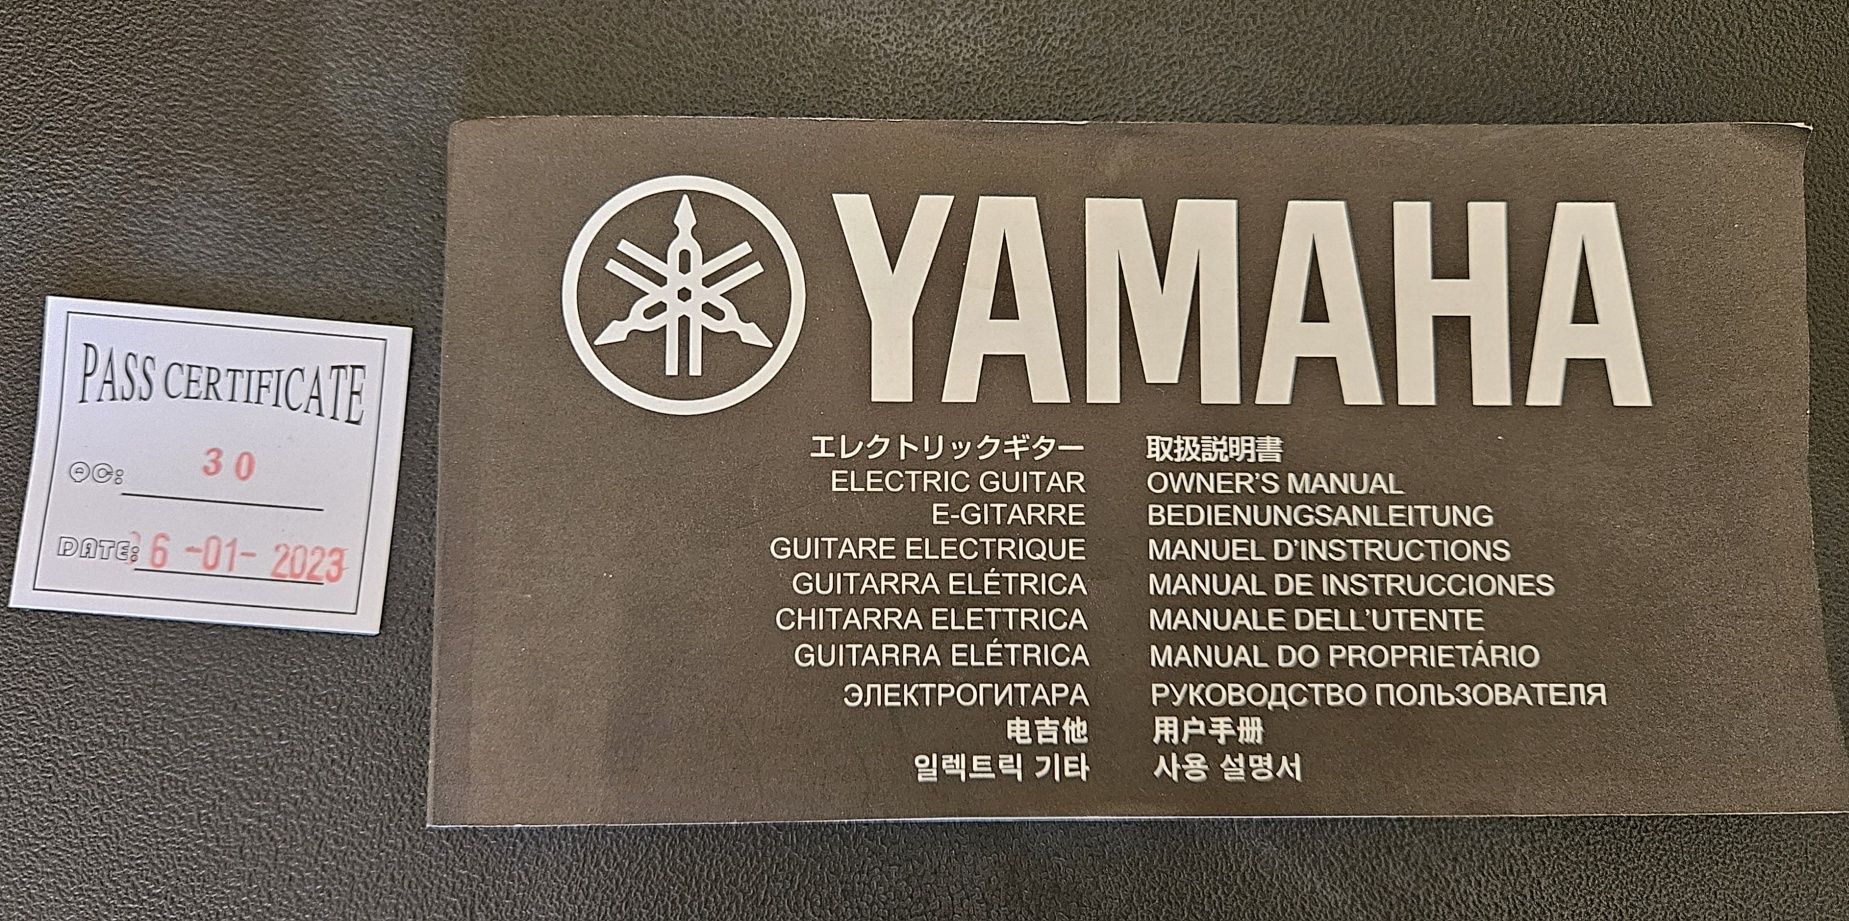 PASS CERTIFICATE
QC: 30
DATE: 6 -01- 2023
YAMAHA
エレクトリックギター 取扱説明書
ELECTRIC GUITAR OWNER'S MANUAL
E-GITARRE BEDIENUNGSANLEITUNG
GUITARE ELECTRIQUE MANUEL D'INSTRUCTIONS
GUITARRA ELÉTRICA MANUAL DE INSTRUCCIONES
CHITARRA ELETTRICA MANUALE DELL'UTENTE
GUITARRA ELÉTRICA MANUAL DO PROPRIETÁRIO
ЭЛЕКТРОГИТАРА РУКОВОДСТВО ПОЛЬЗОВАТЕЛЯ
电吉他 用户手册
일렉트릭 기타 사용 설명서